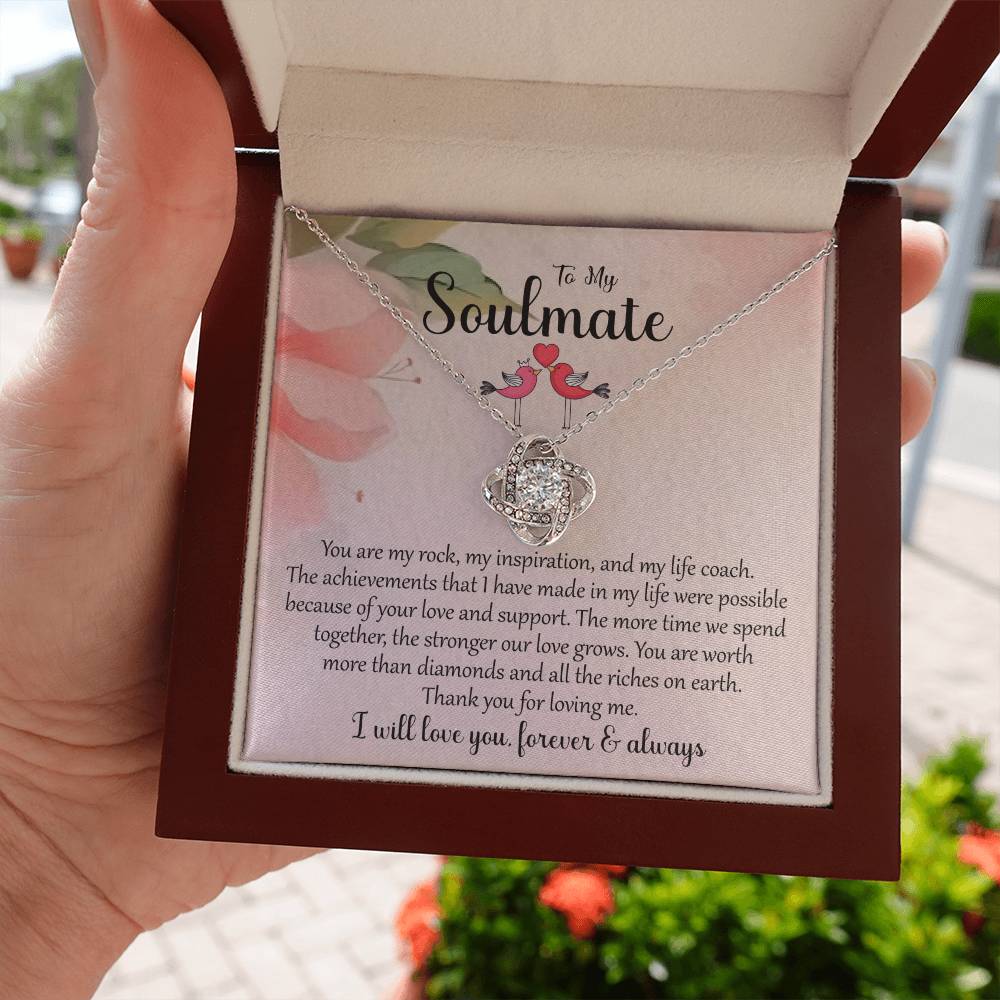 To My
Soulmate
You are my rock, my inspiration, and my life coach.
The achievements that I have made in my life were possible
because of your love and support. The more time we spend
together, the stronger our love grows. You are worth
more than diamonds and all the riches on earth.
Thank you for loving me.
I will love you, forever & always